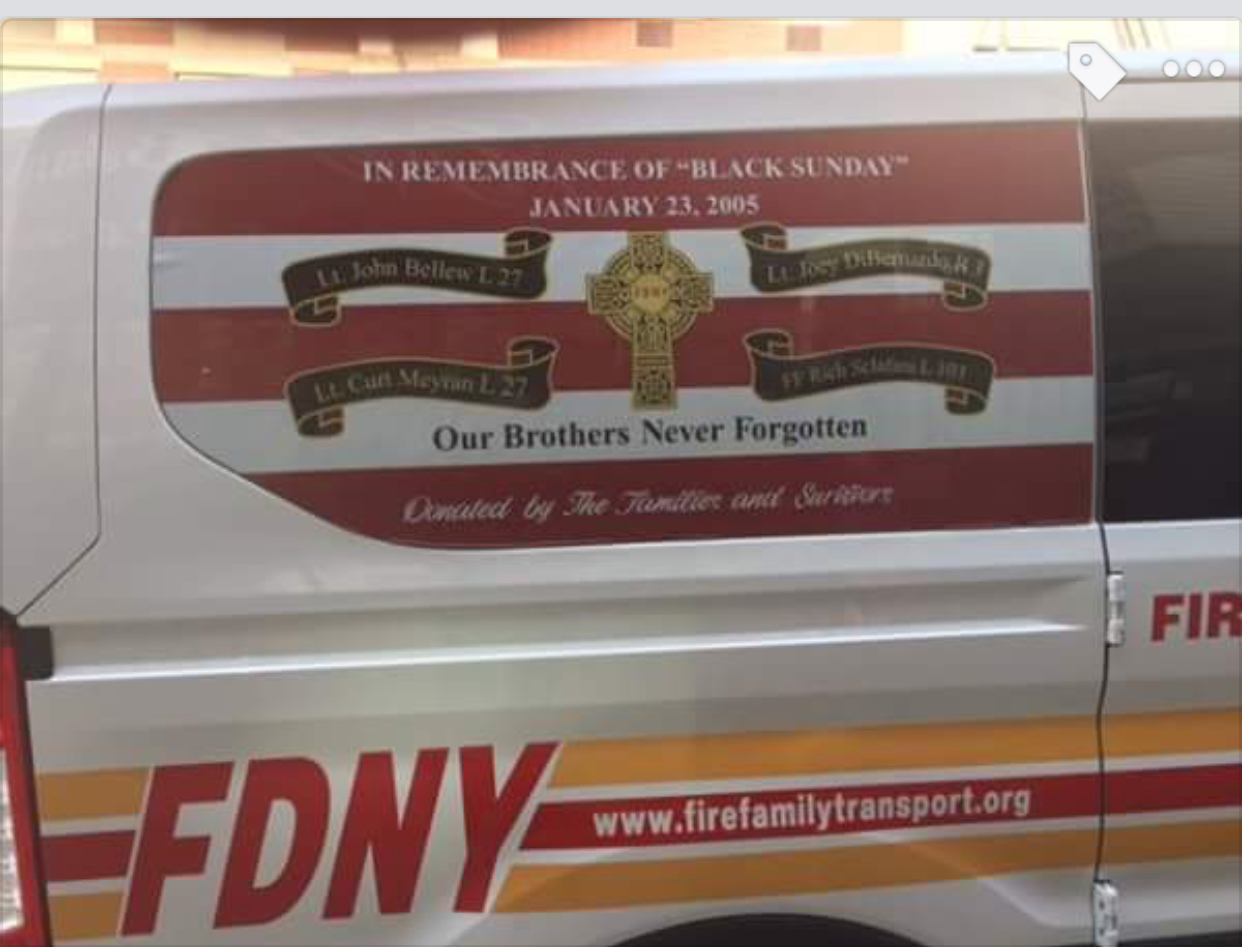 IN REMEMBRANCE OF “BLACK SUNDAY”
JANUARY 23, 2005
Lt. John Bellew L 27
Lt. Joey DiBernardo, R 3
Lt. Curt Meyran L 27
FF Rich Sclafani L 103
Our Brothers Never Forgotten
Donated by The Families and Survivors
FIR
FDNY
www.firefamilytransport.org